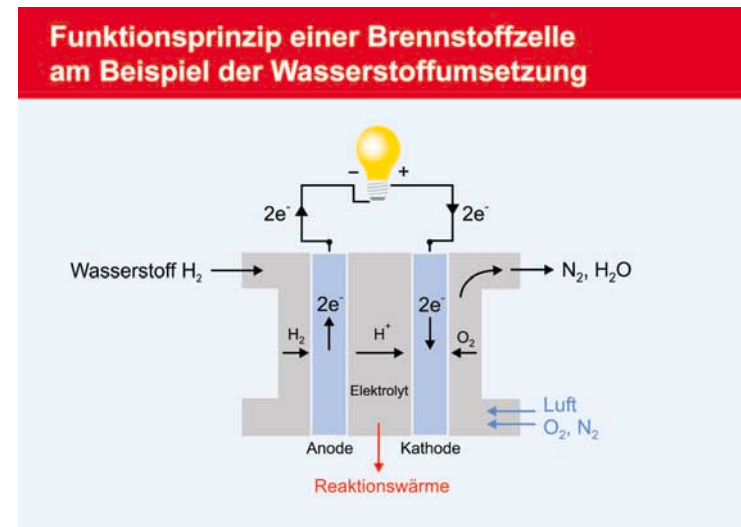 Funktionsprinzip einer Brennstoffzelle
am Beispiel der Wasserstoffumsetzung
− +
2e⁻ 2e⁻
Wasserstoff H₂
N₂, H₂O
2e⁻ 2e⁻
H₂ H⁺ O₂
Elektrolyt
Luft
O₂, N₂
Anode Kathode
Reaktionswärme